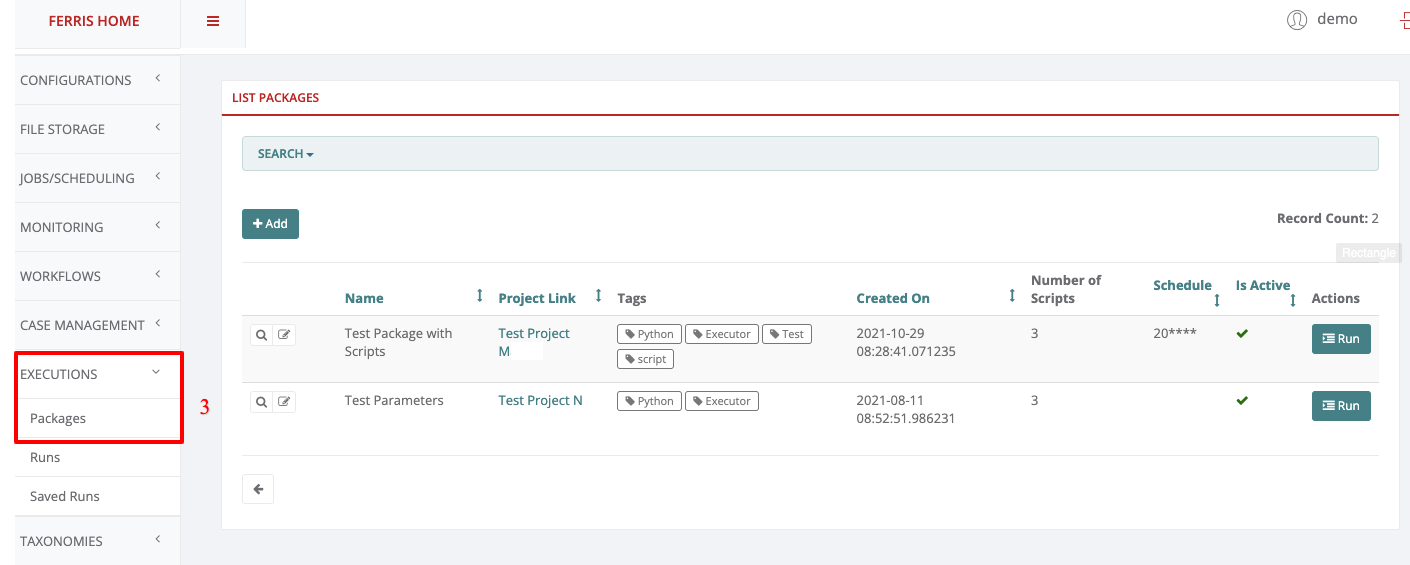 FERRIS HOME
demo
CONFIGURATIONS
FILE STORAGE
JOBS/SCHEDULING
MONITORING
WORKFLOWS
CASE MANAGEMENT
EXECUTIONS
Packages
Runs
Saved Runs
TAXONOMIES
3
LIST PACKAGES
SEARCH
+ Add
Record Count: 2
Rectangle
Name Project Link Tags Created On Number of Scripts Schedule Is Active Actions
Test Package with Scripts Test Project M Python Executor Test script 2021-10-29 08:28:41.071235 3 20**** Run
Test Parameters Test Project N Python Executor 2021-08-11 08:52:51.986231 3 Run